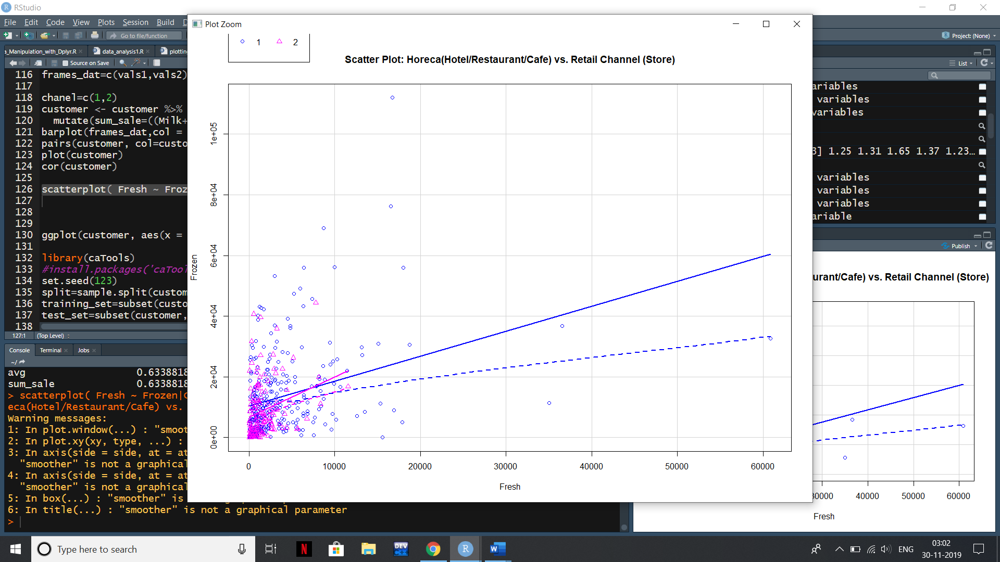 RStudio
File Edit Code View Plots Session Build
Go to file/function
Project: (None)
a_Manipulation_with_Dplyr.R data_analysis1.R plotting
Source on Save
116 frames_dat=c(vals1,vals2)
117
118 chanel=c(1,2)
119 customer <- customer %>%
120 mutate(sum_sale=((Milk+
121 barplot(frames_dat,col =
122 pairs(customer, col=custo
123 plot(customer)
124 cor(customer)
125
126 scatterplot( Fresh ~ Froz
127
128
129
130 ggplot(customer, aes(x =
131
132 library(caTools)
133 #install.packages('caTool
134 set.seed(123)
135 split=sample.split(custom
136 training_set=subset(custo
137 test_set=subset(customer,
138
127:1 (Top Level)
Console Terminal Jobs
~/
avg 0.6338818
sum_sale 0.6338818
> scatterplot( Fresh ~ Frozen|C
eca(Hotel/Restaurant/Cafe) vs.
Warning messages:
1: In plot.window(...) : "smoot
2: In plot.xy(xy, type, ...) :
3: In axis(side = side, at = at
"smoother" is not a graphical
4: In axis(side = side, at = at
"smoother" is not a graphical
5: In box(...) : "smoother" is
6: In title(...) : "smoother" is not a graphical parameter
>
Plot Zoom
1 2
Scatter Plot: Horeca(Hotel/Restaurant/Cafe) vs. Retail Channel (Store)
Frozen
1e+05
8e+04
6e+04
4e+04
2e+04
0e+00
0 10000 20000 30000 40000 50000 60000
Fresh
List
ariables
variables
variables
3] 1.25 1.31 1.65 1.37 1.23...
variables
variables
variables
ariable
Publish
urant/Cafe) vs. Retail Channel (Store)
30000 40000 50000 60000
Fresh
Type here to search
N
DEV
C++
R
W
ENG
03:02
30-11-2019